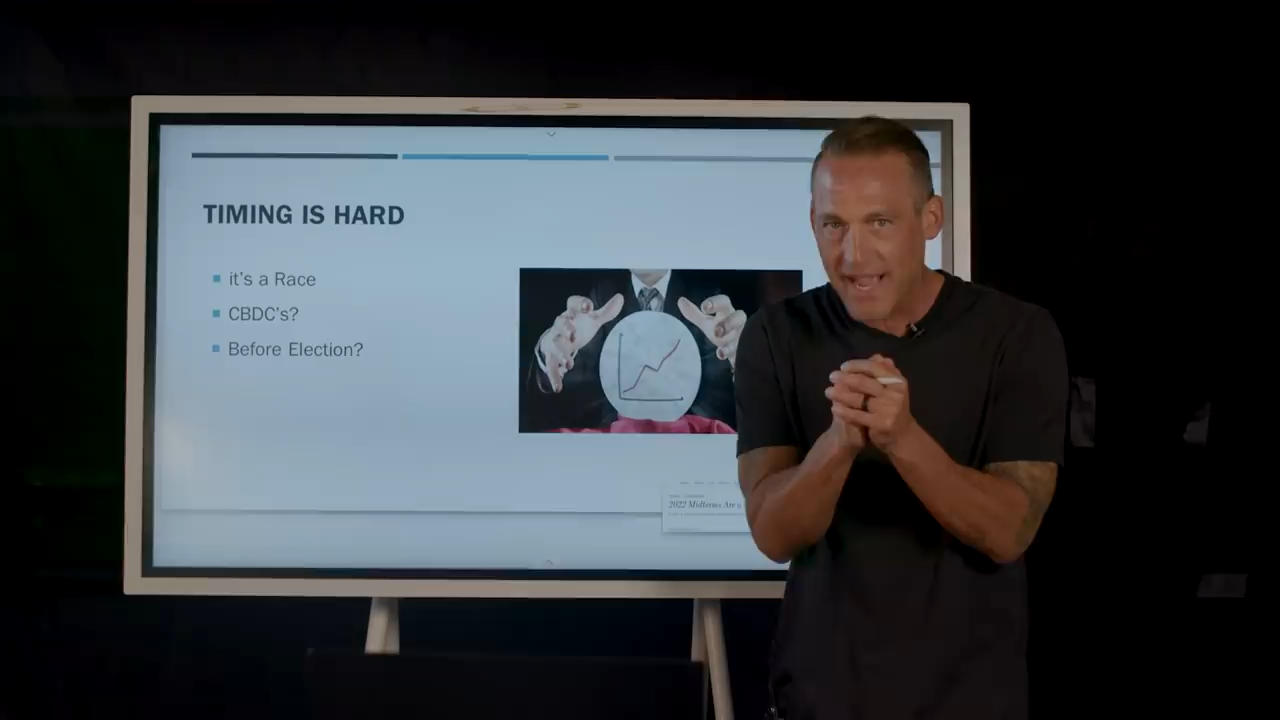 TIMING IS HARD
it's a Race
CBDC's?
Before Election?
2022 Midterms Are